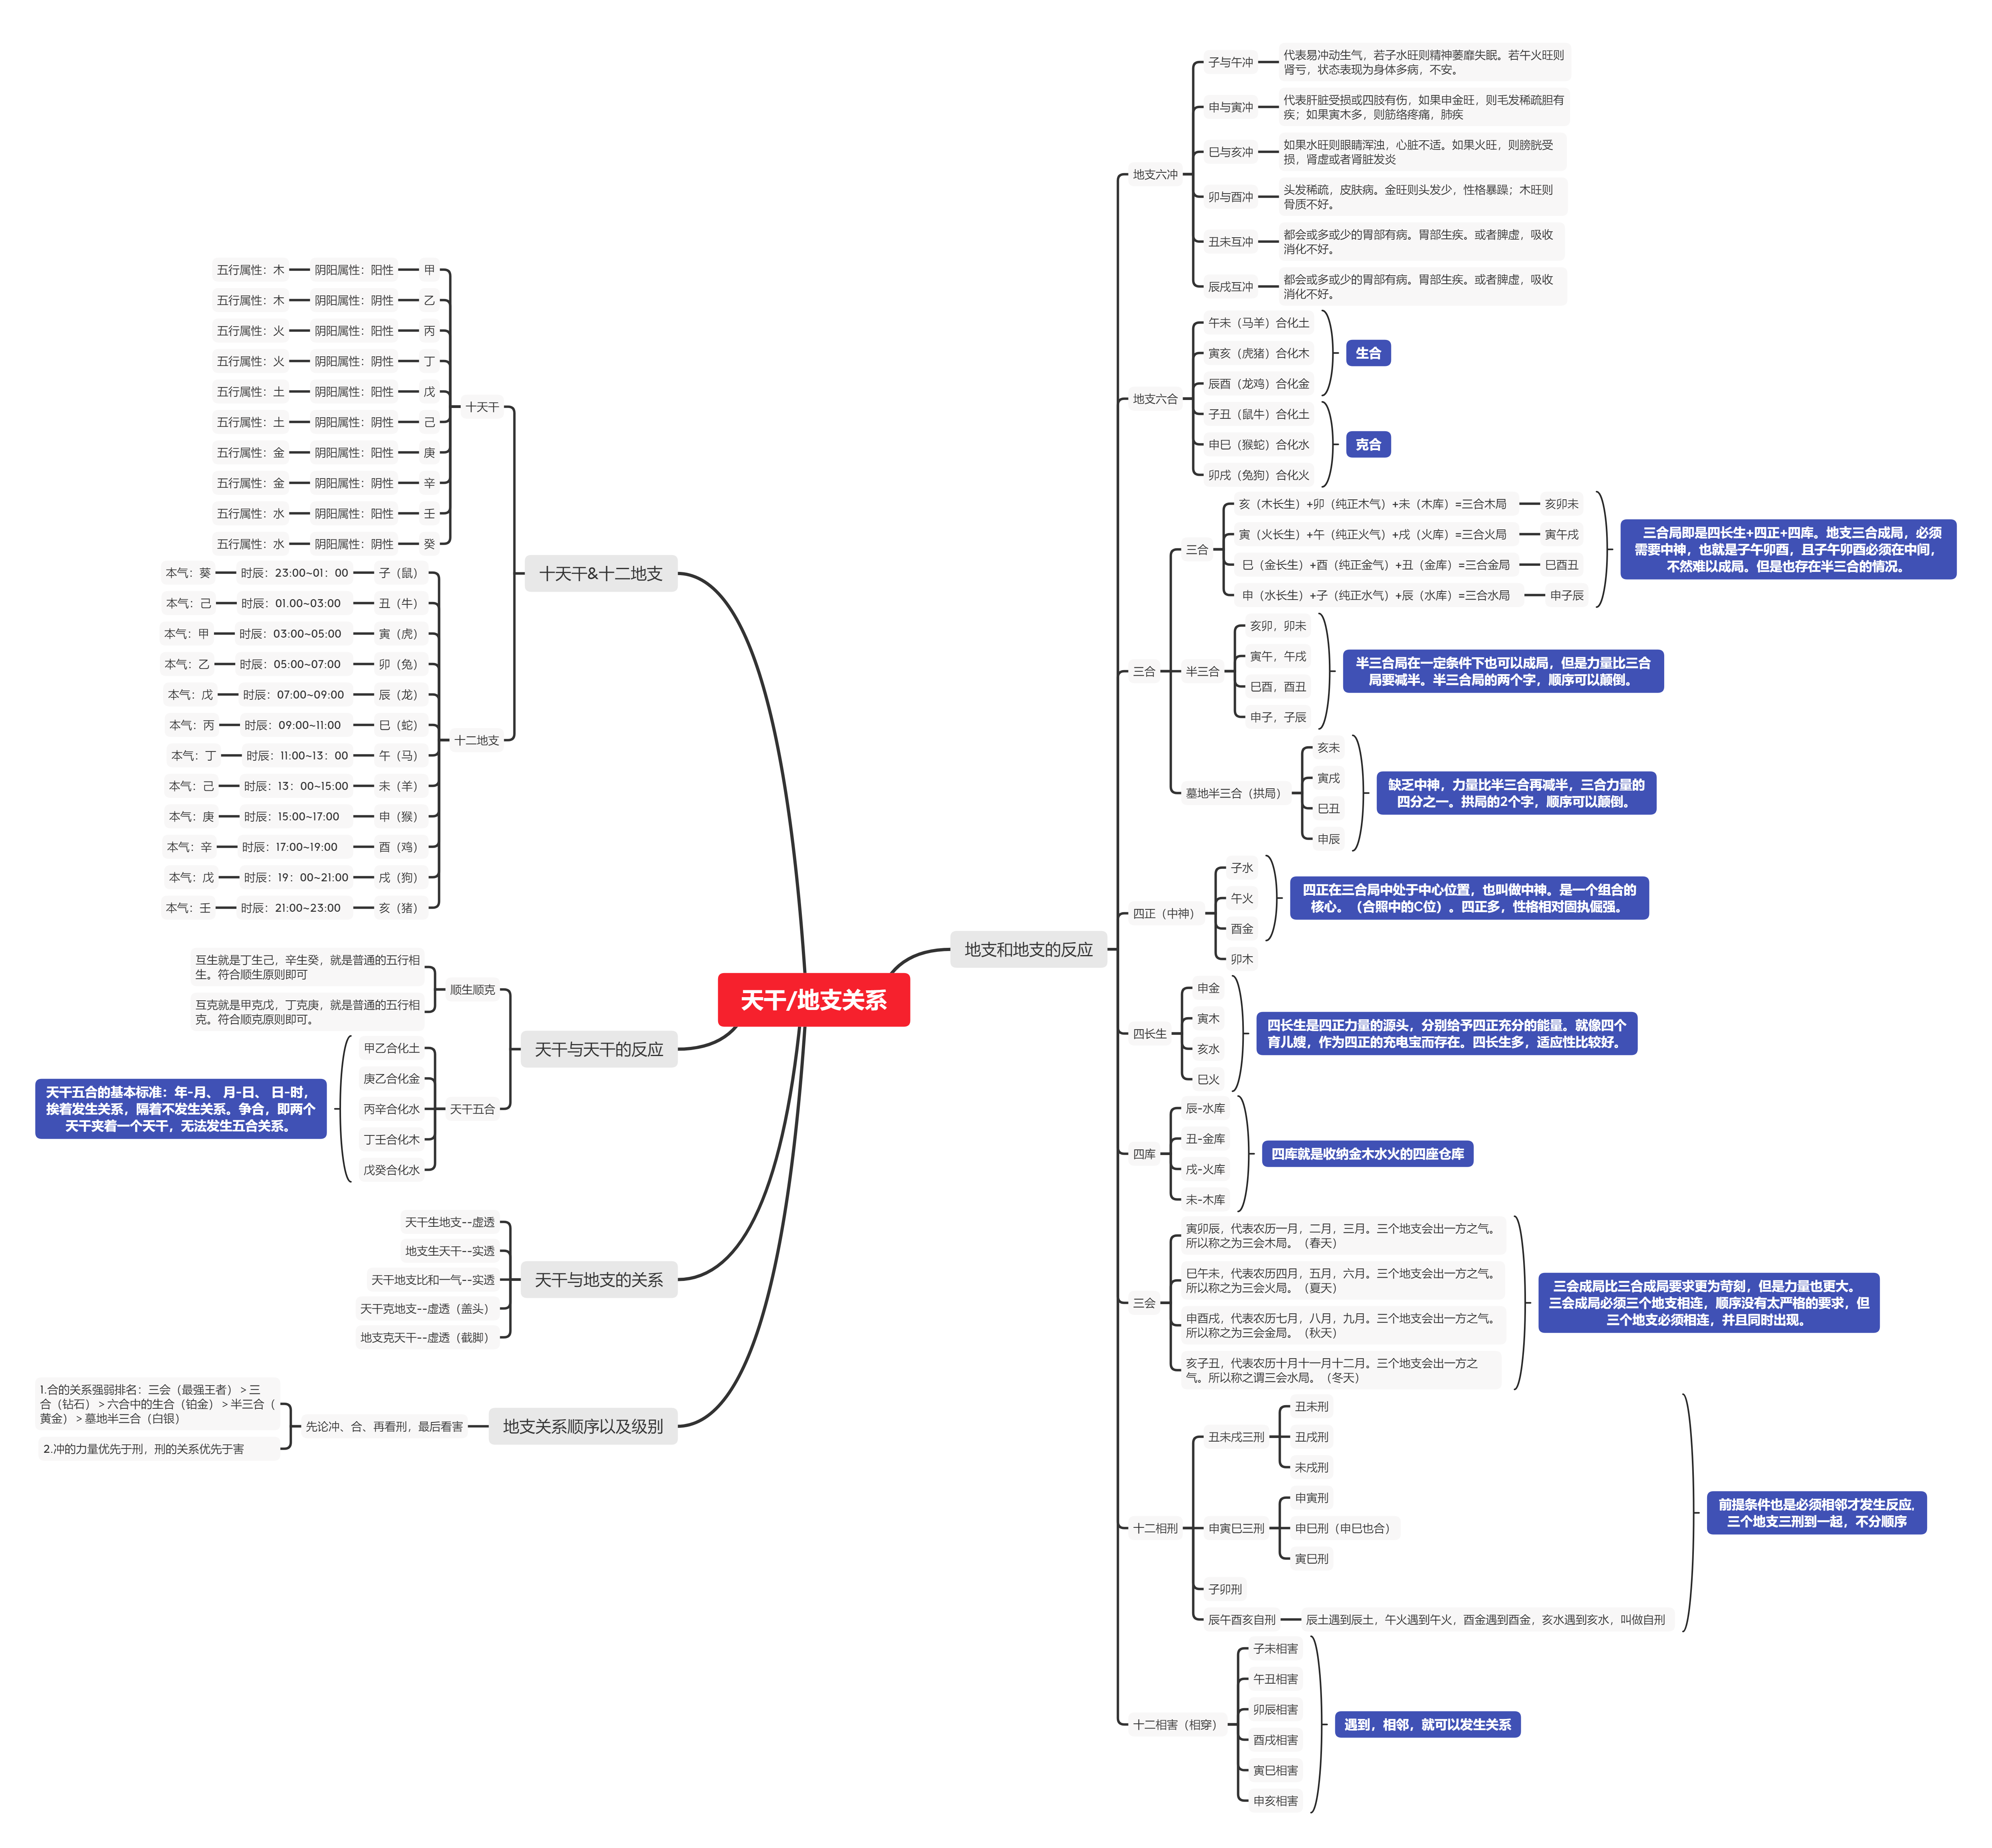 天干/地支关系
十天干&十二地支
十天干
甲
阴阳属性：阳性
五行属性：木
乙
阴阳属性：阴性
五行属性：木
丙
阴阳属性：阳性
五行属性：火
丁
阴阳属性：阴性
五行属性：火
戊
阴阳属性：阳性
五行属性：土
己
阴阳属性：阴性
五行属性：土
庚
阴阳属性：阳性
五行属性：金
辛
阴阳属性：阴性
五行属性：金
壬
阴阳属性：阳性
五行属性：水
癸
阴阳属性：阴性
五行属性：水
十二地支
子（鼠）
时辰：23:00~01：00
本气：葵
丑（牛）
时辰：01.00~03:00
本气：己
寅（虎）
时辰：03:00~05:00
本气：甲
卯（兔）
时辰：05:00~07:00
本气：乙
辰（龙）
时辰：07:00~09:00
本气：戊
巳（蛇）
时辰：09:00~11:00
本气：丙
午（马）
时辰：11:00~13：00
本气：丁
未（羊）
时辰：13：00~15:00
本气：己
申（猴）
时辰：15:00~17:00
本气：庚
酉（鸡）
时辰：17:00~19:00
本气：辛
戌（狗）
时辰：19：00~21:00
本气：戊
亥（猪）
时辰：21:00~23:00
本气：壬
天干与天干的反应
顺生顺克
互生就是丁生己，辛生癸，就是普通的五行相
生。符合顺生原则即可
互克就是甲克戊，丁克庚，就是普通的五行相
克。符合顺克原则即可。
天干五合
甲乙合化土
庚乙合化金
丙辛合化水
丁壬合化木
戊癸合化水
天干五合的基本标准：年-月、 月-日、 日-时，
挨着发生关系，隔着不发生关系。争合，即两个
天干夹着一个天干，无法发生五合关系。
天干与地支的关系
天干生地支--虚透
地支生天干--实透
天干地支比和一气--实透
天干克地支--虚透（盖头）
地支克天干--虚透（截脚）
地支关系顺序以及级别
先论冲、合、再看刑，最后看害
1.合的关系强弱排名：三会（最强王者）＞三
合（钻石）＞六合中的生合（铂金）＞半三合（
黄金）＞墓地半三合（白银）
2.冲的力量优先于刑，刑的关系优先于害
地支和地支的反应
地支六冲
子与午冲
代表易冲动生气，若子水旺则精神萎靡失眠。若午火旺则
肾亏，状态表现为身体多病，不安。
申与寅冲
代表肝脏受损或四肢有伤，如果申金旺，则毛发稀疏胆有
疾；如果寅木多，则筋络疼痛，肺疾
巳与亥冲
如果水旺则眼睛浑浊，心脏不适。如果火旺，则膀胱受
损，肾虚或者肾脏发炎
卯与酉冲
头发稀疏，皮肤病。金旺则头发少，性格暴躁；木旺则
骨质不好。
丑未互冲
都会或多或少的胃部有病。胃部生疾。或者脾虚，吸收
消化不好。
辰戌互冲
都会或多或少的胃部有病。胃部生疾。或者脾虚，吸收
消化不好。
地支六合
午未（马羊）合化土
寅亥（虎猪）合化木
辰酉（龙鸡）合化金
生合
子丑（鼠牛）合化土
申巳（猴蛇）合化水
卯戌（兔狗）合化火
克合
三合
三合
亥（木长生）+卯（纯正木气）+未（木库）=三合木局
亥卯未
寅（火长生）+午（纯正火气）+戌（火库）=三合火局
寅午戌
巳（金长生）+酉（纯正金气）+丑（金库）=三合金局
巳酉丑
申（水长生）+子（纯正水气）+辰（水库）=三合水局
申子辰
三合局即是四长生+四正+四库。地支三合成局，必须
需要中神，也就是子午卯酉，且子午卯酉必须在中间，
不然难以成局。但是也存在半三合的情况。
半三合
亥卯，卯未
寅午，午戌
巳酉，酉丑
申子，子辰
半三合局在一定条件下也可以成局，但是力量比三合
局要减半。半三合局的两个字，顺序可以颠倒。
墓地半三合（拱局）
亥未
寅戌
巳丑
申辰
缺乏中神，力量比半三合再减半，三合力量的
四分之一。拱局的2个字，顺序可以颠倒。
四正（中神）
子水
午火
酉金
卯木
四正在三合局中处于中心位置，也叫做中神。是一个组合的
核心。（合照中的C位）。四正多，性格相对固执倔强。
四长生
申金
寅木
亥水
巳火
四长生是四正力量的源头，分别给予四正充分的能量。就像四个
育儿嫂，作为四正的充电宝而存在。四长生多，适应性比较好。
四库
辰-水库
丑-金库
戌-火库
未-木库
四库就是收纳金木水火的四座仓库
三会
寅卯辰，代表农历一月，二月，三月。三个地支会出一方之气。
所以称之为三会木局。（春天）
巳午未，代表农历四月，五月，六月。三个地支会出一方之气。
所以称之为三会火局。（夏天）
申酉戌，代表农历七月，八月，九月。三个地支会出一方之气。
所以称之为三会金局。（秋天）
亥子丑，代表农历十月十一月十二月。三个地支会出一方之
气。所以称之谓三会水局。（冬天）
三会成局比三合成局要求更为苛刻，但是力量也更大。
三会成局必须三个地支相连，顺序没有太严格的要求，但
三个地支必须相连，并且同时出现。
十二相刑
丑未戌三刑
丑未刑
丑戌刑
未戌刑
申寅巳三刑
申寅刑
申巳刑（申巳也合）
寅巳刑
子卯刑
辰午酉亥自刑
辰土遇到辰土，午火遇到午火，酉金遇到酉金，亥水遇到亥水，叫做自刑
前提条件也是必须相邻才发生反应,
三个地支三刑到一起，不分顺序
十二相害（相穿）
子未相害
午丑相害
卯辰相害
酉戌相害
寅巳相害
申亥相害
遇到，相邻，就可以发生关系